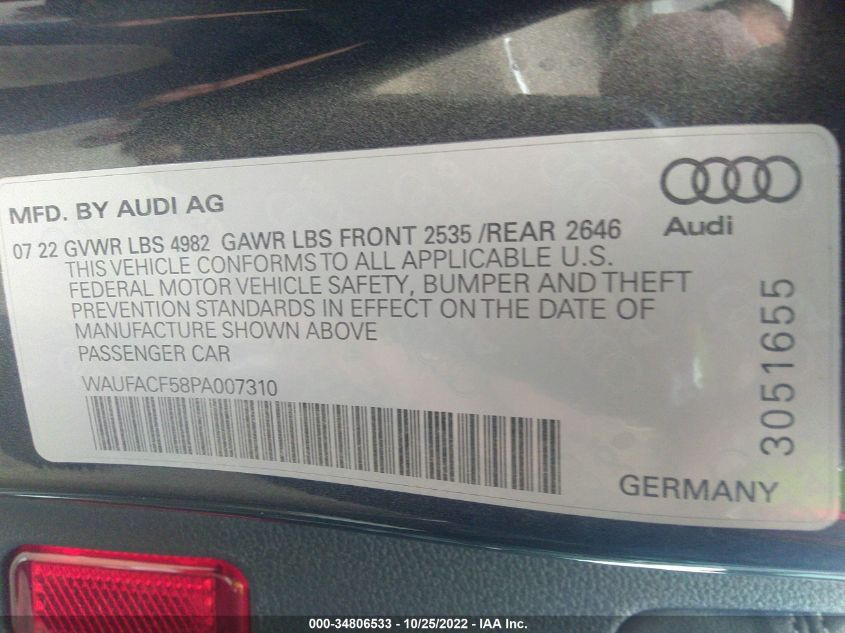 MFD. BY AUDI AG
Audi
07 22 GVWR LBS 4982 GAWR LBS FRONT 2535 /REAR 2646
THIS VEHICLE CONFORMS TO ALL APPLICABLE U.S.
FEDERAL MOTOR VEHICLE SAFETY, BUMPER AND THEFT
PREVENTION STANDARDS IN EFFECT ON THE DATE OF
MANUFACTURE SHOWN ABOVE
PASSENGER CAR
WAUFACF58PA007310
3051655
GERMANY
000-34806533 - 10/25/2022 - IAA Inc.